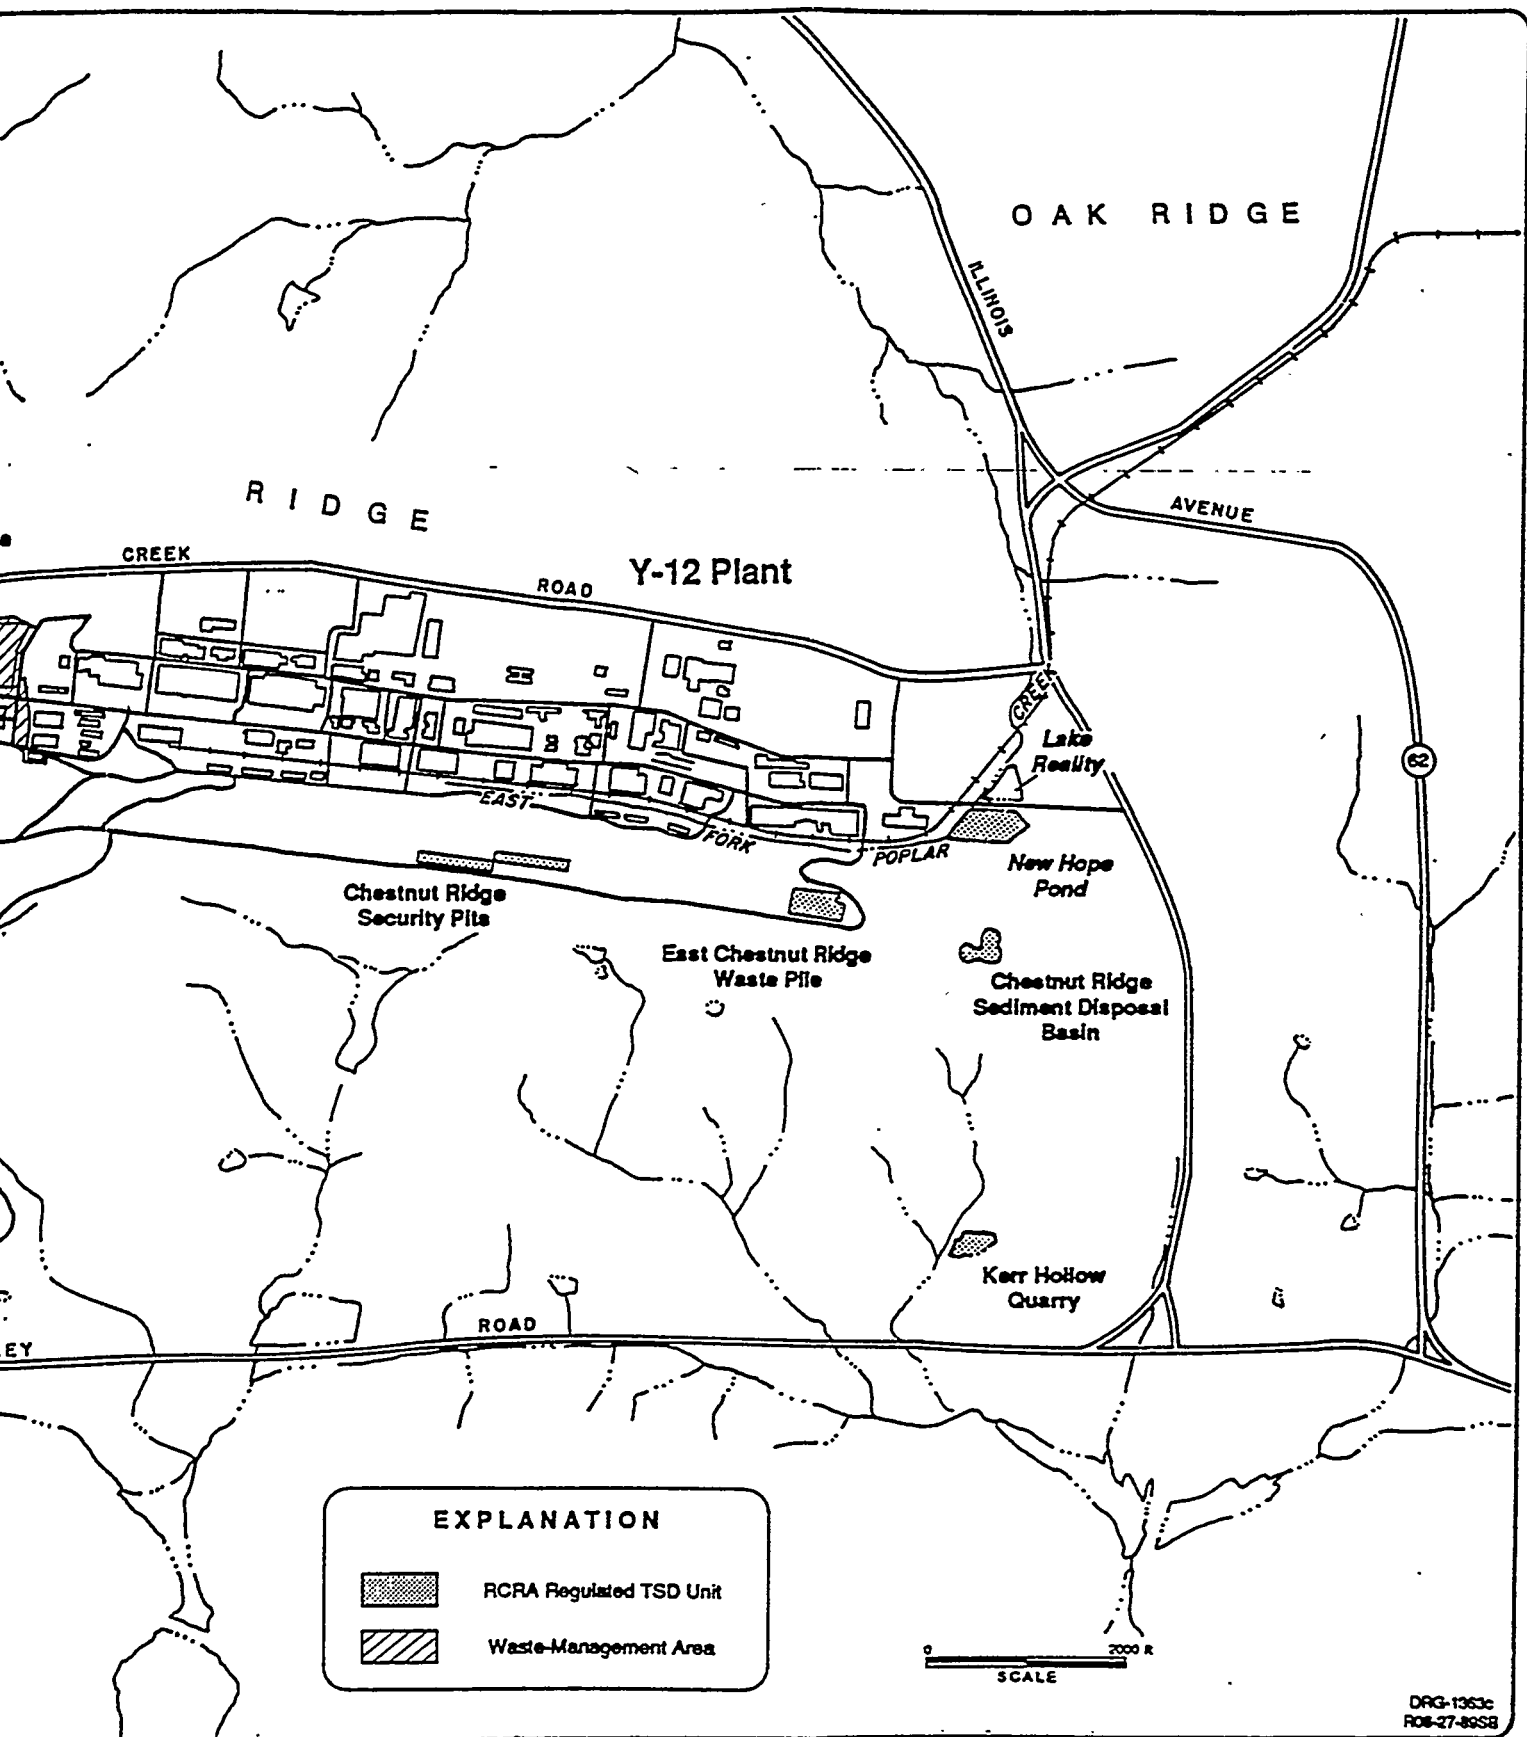 OAK RIDGE
ILLINOIS
RIDGE
AVENUE
CREEK
ROAD
Y-12 Plant
CREEK
Lake
Reality
62
EAST
FORK
POPLAR
New Hope
Pond
Chestnut Ridge
Security Pits
East Chestnut Ridge
Waste Pile
Chestnut Ridge
Sediment Disposal
Basin
Kerr Hollow
Quarry
ROAD
EY
EXPLANATION
RCRA Regulated TSD Unit
Waste-Management Area
0 2000 ft
SCALE
DRG-1363c
R06-27-89SB